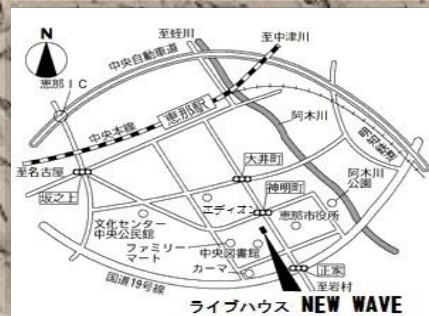 N
至蛭川
至中津川
中央自動車道
恵那IC
恵那駅
中央本線
阿木川
明知鉄道
至名古屋
大井町
坂之上
神明町
阿木川
公園
エディオン
恵那市役所
文化センター
中央公民館
ファミリー
マート
中央図書館
カーマ
正家
国道19号線
至岩村
ライブハウス NEW WAVE